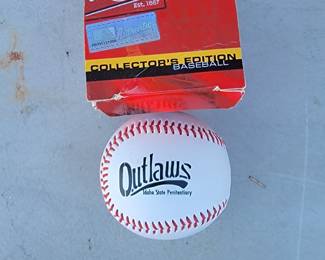 Est. 1887
COLLECTOR'S EDITION
BASEBALL
Outlaws
Idaho State Penitentiary